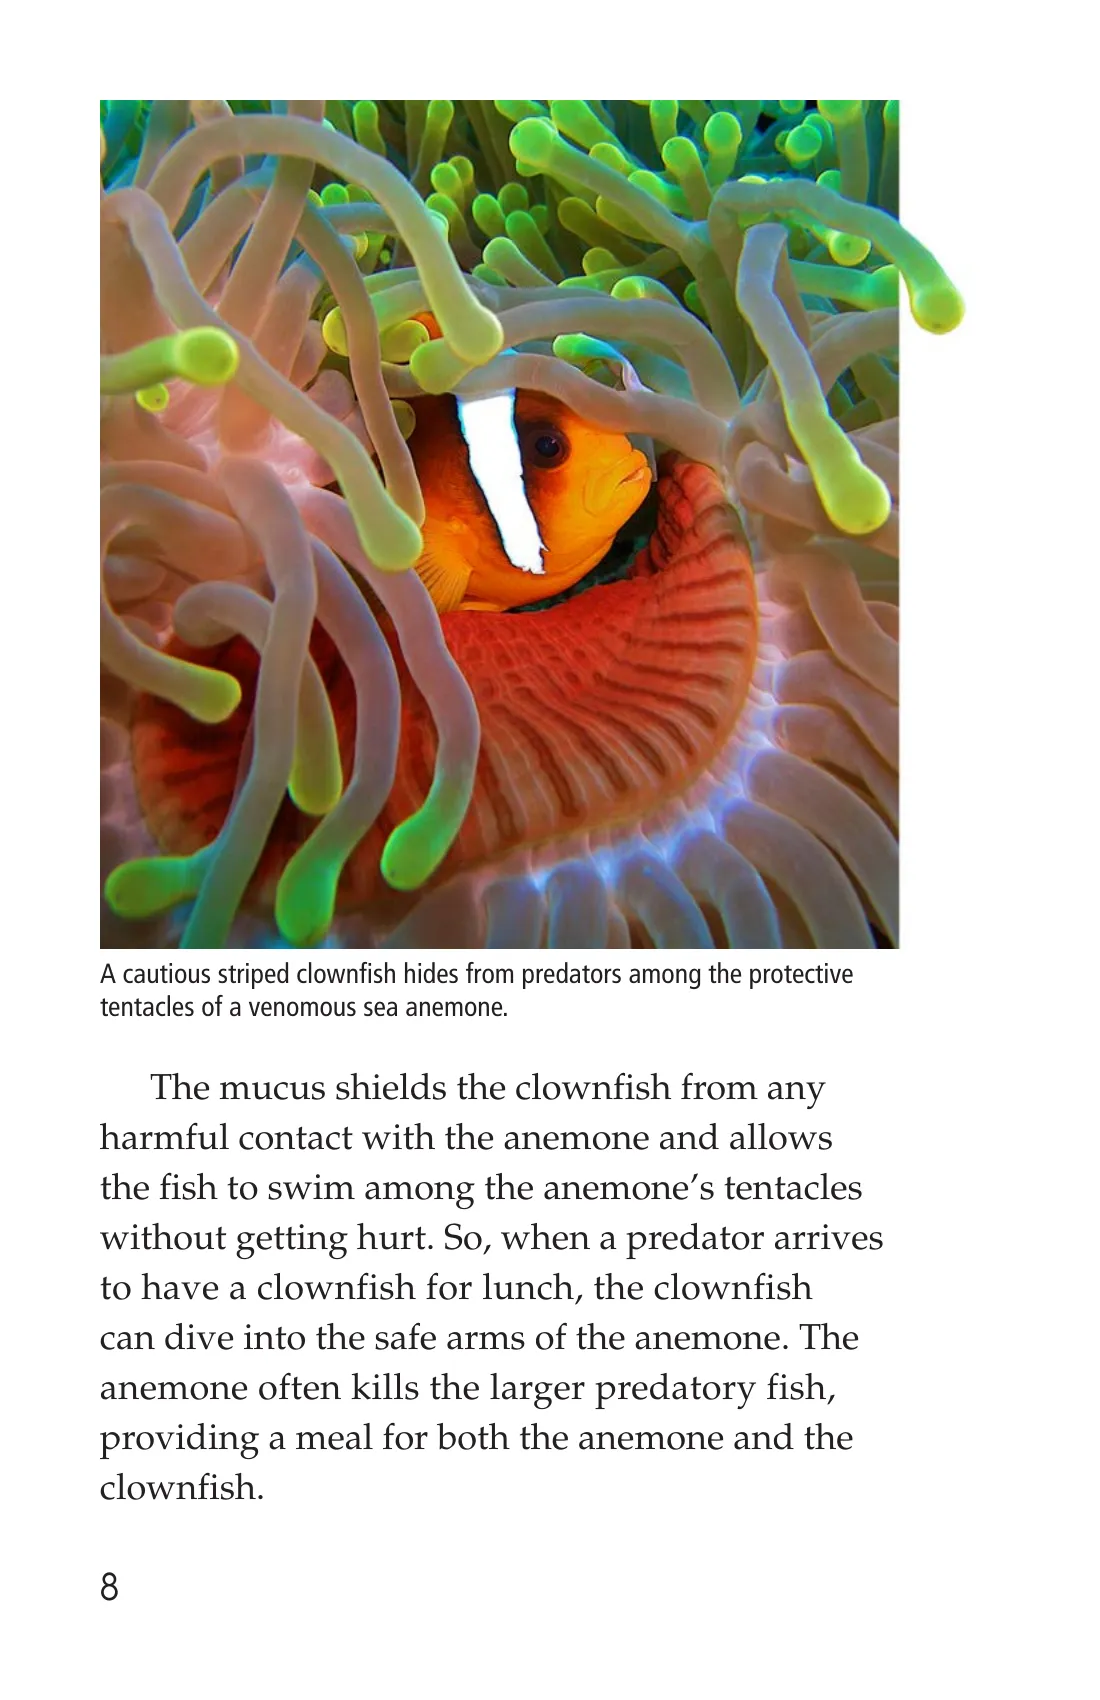 A cautious striped clownfish hides from predators among the protective
tentacles of a venomous sea anemone.
The mucus shields the clownfish from any
harmful contact with the anemone and allows
the fish to swim among the anemone’s tentacles
without getting hurt. So, when a predator arrives
to have a clownfish for lunch, the clownfish
can dive into the safe arms of the anemone. The
anemone often kills the larger predatory fish,
providing a meal for both the anemone and the
clownfish.
8